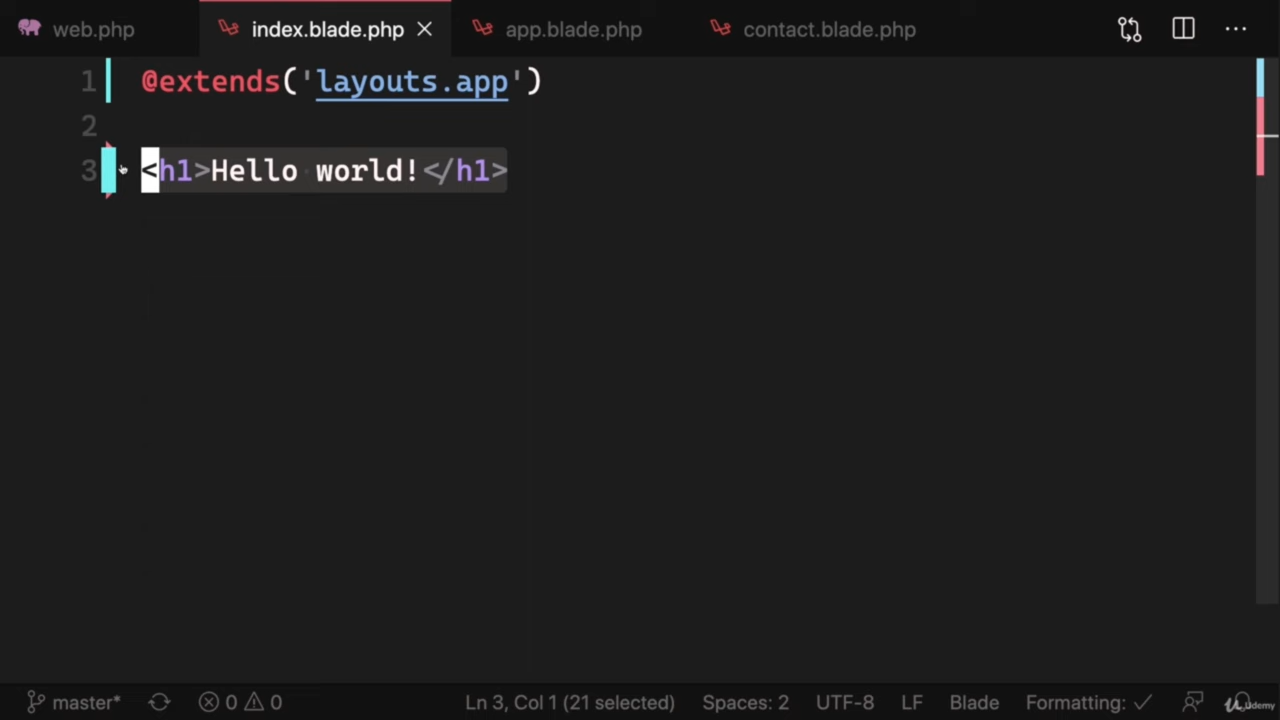 web.php index.blade.php app.blade.php contact.blade.php
1 @extends('layouts.app')
2
3 <h1>Hello world!</h1>
master* 0 0 Ln 3, Col 1 (21 selected) Spaces: 2 UTF-8 LF Blade Formatting: Udemy